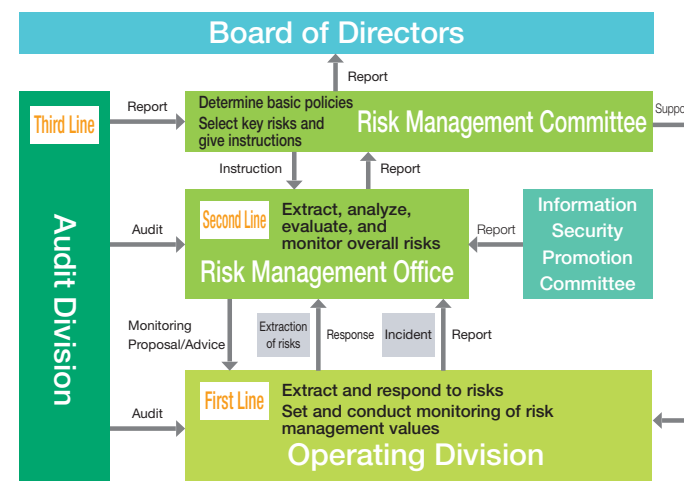 Board of Directors
Report
Third Line
Audit Division
Report
Determine basic policies
Select key risks and
give instructions
Risk Management Committee
Instruction
Report
Audit
Second Line
Extract, analyze,
evaluate, and
monitor overall risks
Risk Management Office
Report
Information
Security
Promotion
Committee
Monitoring
Proposal/Advice
Extraction
of risks
Response
Incident
Report
Audit
First Line
Extract and respond to risks
Set and conduct monitoring of risk
management values
Operating Division